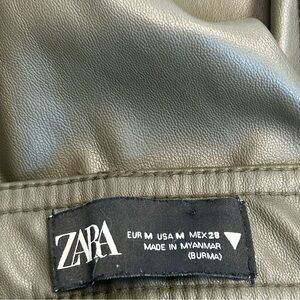 ZARA
EUR M USA M MEX 28
MADE IN MYANMAR
(BURMA)